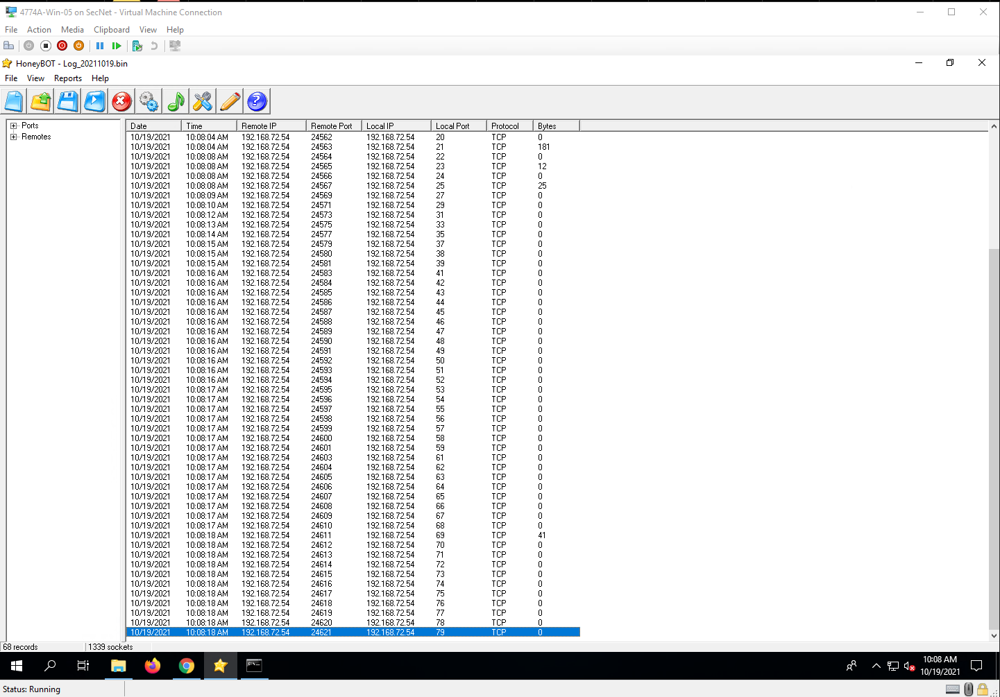 4774A-Win-05 on SecNet - Virtual Machine Connection
File Action Media Clipboard View Help
HoneyBOT - Log_20211019.bin
File View Reports Help
Ports
Remotes
Date Time Remote IP Remote Port Local IP Local Port Protocol Bytes
10/19/2021 10:08:04 AM 192.168.72.54 24562 192.168.72.54 20 TCP 0
10/19/2021 10:08:04 AM 192.168.72.54 24563 192.168.72.54 21 TCP 181
10/19/2021 10:08:08 AM 192.168.72.54 24564 192.168.72.54 22 TCP 0
10/19/2021 10:08:08 AM 192.168.72.54 24565 192.168.72.54 23 TCP 12
10/19/2021 10:08:08 AM 192.168.72.54 24566 192.168.72.54 24 TCP 0
10/19/2021 10:08:08 AM 192.168.72.54 24567 192.168.72.54 25 TCP 25
10/19/2021 10:08:09 AM 192.168.72.54 24569 192.168.72.54 27 TCP 0
10/19/2021 10:08:10 AM 192.168.72.54 24571 192.168.72.54 29 TCP 0
10/19/2021 10:08:12 AM 192.168.72.54 24573 192.168.72.54 31 TCP 0
10/19/2021 10:08:13 AM 192.168.72.54 24575 192.168.72.54 33 TCP 0
10/19/2021 10:08:14 AM 192.168.72.54 24577 192.168.72.54 35 TCP 0
10/19/2021 10:08:15 AM 192.168.72.54 24579 192.168.72.54 37 TCP 0
10/19/2021 10:08:15 AM 192.168.72.54 24580 192.168.72.54 38 TCP 0
10/19/2021 10:08:15 AM 192.168.72.54 24581 192.168.72.54 39 TCP 0
10/19/2021 10:08:16 AM 192.168.72.54 24583 192.168.72.54 41 TCP 0
10/19/2021 10:08:16 AM 192.168.72.54 24584 192.168.72.54 42 TCP 0
10/19/2021 10:08:16 AM 192.168.72.54 24585 192.168.72.54 43 TCP 0
10/19/2021 10:08:16 AM 192.168.72.54 24586 192.168.72.54 44 TCP 0
10/19/2021 10:08:16 AM 192.168.72.54 24587 192.168.72.54 45 TCP 0
10/19/2021 10:08:16 AM 192.168.72.54 24588 192.168.72.54 46 TCP 0
10/19/2021 10:08:16 AM 192.168.72.54 24589 192.168.72.54 47 TCP 0
10/19/2021 10:08:16 AM 192.168.72.54 24590 192.168.72.54 48 TCP 0
10/19/2021 10:08:16 AM 192.168.72.54 24591 192.168.72.54 49 TCP 0
10/19/2021 10:08:16 AM 192.168.72.54 24592 192.168.72.54 50 TCP 0
10/19/2021 10:08:16 AM 192.168.72.54 24593 192.168.72.54 51 TCP 0
10/19/2021 10:08:16 AM 192.168.72.54 24594 192.168.72.54 52 TCP 0
10/19/2021 10:08:17 AM 192.168.72.54 24595 192.168.72.54 53 TCP 0
10/19/2021 10:08:17 AM 192.168.72.54 24596 192.168.72.54 54 TCP 0
10/19/2021 10:08:17 AM 192.168.72.54 24597 192.168.72.54 55 TCP 0
10/19/2021 10:08:17 AM 192.168.72.54 24598 192.168.72.54 56 TCP 0
10/19/2021 10:08:17 AM 192.168.72.54 24599 192.168.72.54 57 TCP 0
10/19/2021 10:08:17 AM 192.168.72.54 24600 192.168.72.54 58 TCP 0
10/19/2021 10:08:17 AM 192.168.72.54 24601 192.168.72.54 59 TCP 0
10/19/2021 10:08:17 AM 192.168.72.54 24603 192.168.72.54 61 TCP 0
10/19/2021 10:08:17 AM 192.168.72.54 24604 192.168.72.54 62 TCP 0
10/19/2021 10:08:17 AM 192.168.72.54 24605 192.168.72.54 63 TCP 0
10/19/2021 10:08:17 AM 192.168.72.54 24606 192.168.72.54 64 TCP 0
10/19/2021 10:08:17 AM 192.168.72.54 24607 192.168.72.54 65 TCP 0
10/19/2021 10:08:17 AM 192.168.72.54 24608 192.168.72.54 66 TCP 0
10/19/2021 10:08:17 AM 192.168.72.54 24609 192.168.72.54 67 TCP 0
10/19/2021 10:08:17 AM 192.168.72.54 24610 192.168.72.54 68 TCP 0
10/19/2021 10:08:18 AM 192.168.72.54 24611 192.168.72.54 69 TCP 41
10/19/2021 10:08:18 AM 192.168.72.54 24612 192.168.72.54 70 TCP 0
10/19/2021 10:08:18 AM 192.168.72.54 24613 192.168.72.54 71 TCP 0
10/19/2021 10:08:18 AM 192.168.72.54 24614 192.168.72.54 72 TCP 0
10/19/2021 10:08:18 AM 192.168.72.54 24615 192.168.72.54 73 TCP 0
10/19/2021 10:08:18 AM 192.168.72.54 24616 192.168.72.54 74 TCP 0
10/19/2021 10:08:18 AM 192.168.72.54 24617 192.168.72.54 75 TCP 0
10/19/2021 10:08:18 AM 192.168.72.54 24618 192.168.72.54 76 TCP 0
10/19/2021 10:08:18 AM 192.168.72.54 24619 192.168.72.54 77 TCP 0
10/19/2021 10:08:18 AM 192.168.72.54 24620 192.168.72.54 78 TCP 0
10/19/2021 10:08:18 AM 192.168.72.54 24621 192.168.72.54 79 TCP 0
68 records 1339 sockets
10:08 AM
10/19/2021
Status: Running